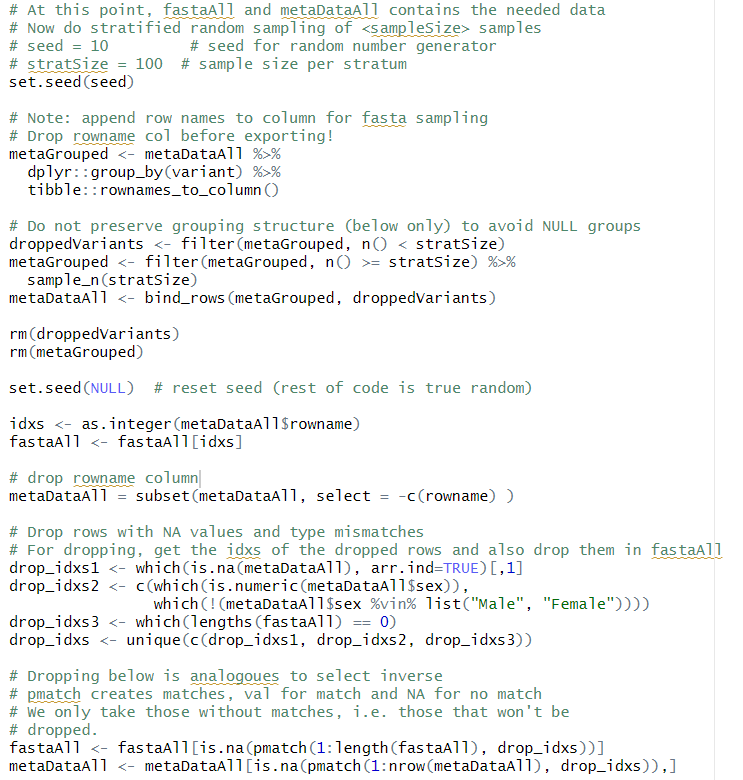 # At this point, fastaAll and metaDataAll contains the needed data
# Now do stratified random sampling of <sampleSize> samples
# seed = 10         # seed for random number generator
# stratSize = 100  # sample size per stratum
set.seed(seed)

# Note: append row names to column for fasta sampling
# Drop rowname col before exporting!
metaGrouped <- metaDataAll %>%
  dplyr::group_by(variant) %>%
  tibble::rownames_to_column()

# Do not preserve grouping structure (below only) to avoid NULL groups
droppedVariants <- filter(metaGrouped, n() < stratSize)
metaGrouped <- filter(metaGrouped, n() >= stratSize) %>%
  sample_n(stratSize)
metaDataAll <- bind_rows(metaGrouped, droppedVariants)

rm(droppedVariants)
rm(metaGrouped)

set.seed(NULL)  # reset seed (rest of code is true random)

idxs <- as.integer(metaDataAll$rowname)
fastaAll <- fastaAll[idxs]

# drop rowname column
metaDataAll = subset(metaDataAll, select = -c(rowname) )

# Drop rows with NA values and type mismatches
# For dropping, get the idxs of the dropped rows and also drop them in fastaAll
drop_idxs1 <- which(is.na(metaDataAll), arr.ind=TRUE)[,1]
drop_idxs2 <- c(which(is.numeric(metaDataAll$sex)),
                which(!(metaDataAll$sex %vin% list("Male", "Female"))))
drop_idxs3 <- which(lengths(fastaAll) == 0)
drop_idxs <- unique(c(drop_idxs1, drop_idxs2, drop_idxs3))

# Dropping below is analogoues to select inverse
# pmatch creates matches, val for match and NA for no match
# We only take those without matches, i.e. those that won't be
# dropped.
fastaAll <- fastaAll[is.na(pmatch(1:length(fastaAll), drop_idxs))]
metaDataAll <- metaDataAll[is.na(pmatch(1:nrow(metaDataAll), drop_idxs)),]